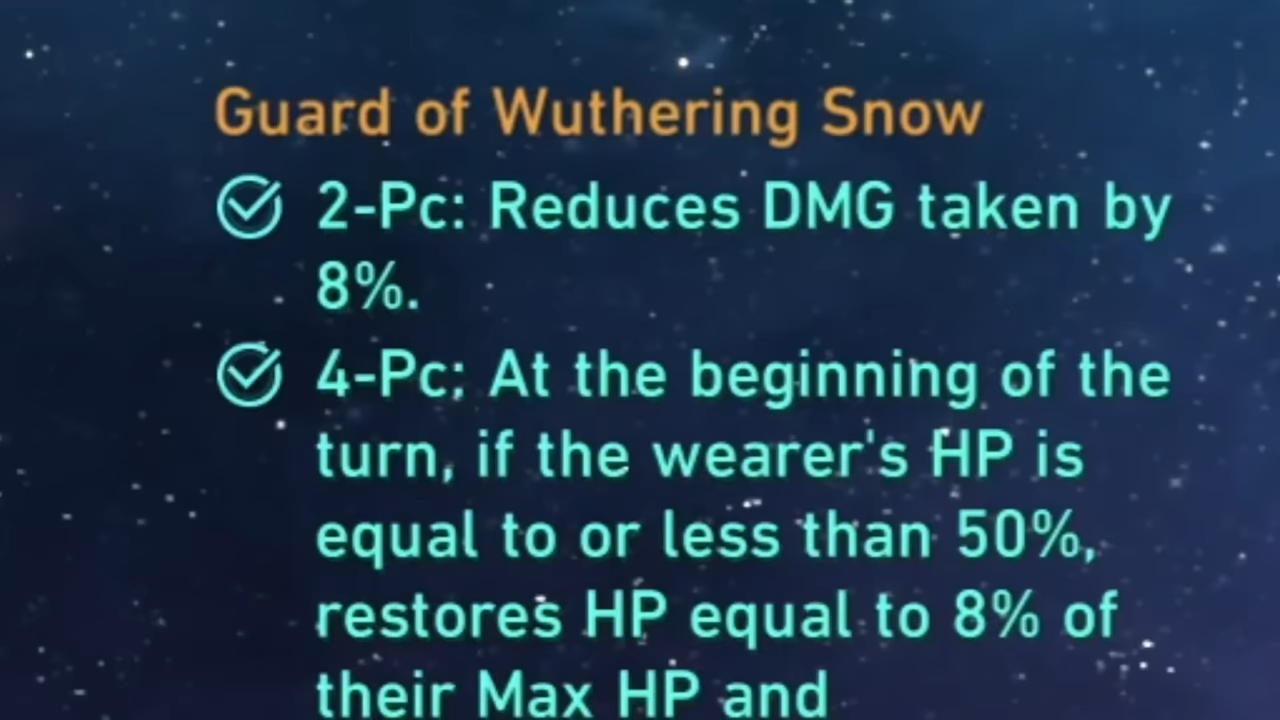 Guard of Wuthering Snow
2-Pc: Reduces DMG taken by
8%.
4-Pc: At the beginning of the
turn, if the wearer's HP is
equal to or less than 50%,
restores HP equal to 8% of
their Max HP and